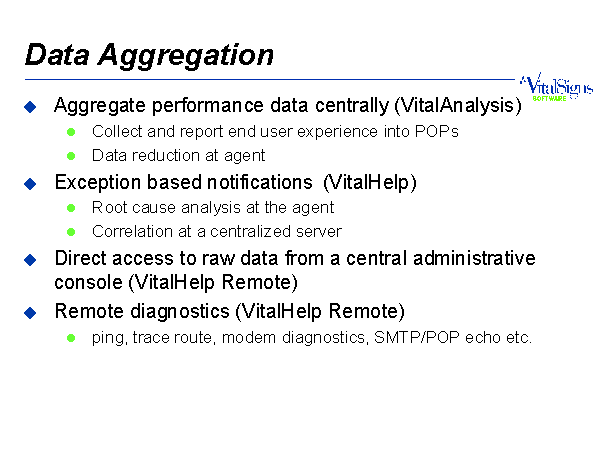 Data Aggregation
VitalSigns
SOFTWARE
Aggregate performance data centrally (VitalAnalysis)
Collect and report end user experience into POPs
Data reduction at agent
Exception based notifications (VitalHelp)
Root cause analysis at the agent
Correlation at a centralized server
Direct access to raw data from a central administrative
console (VitalHelp Remote)
Remote diagnostics (VitalHelp Remote)
ping, trace route, modem diagnostics, SMTP/POP echo etc.